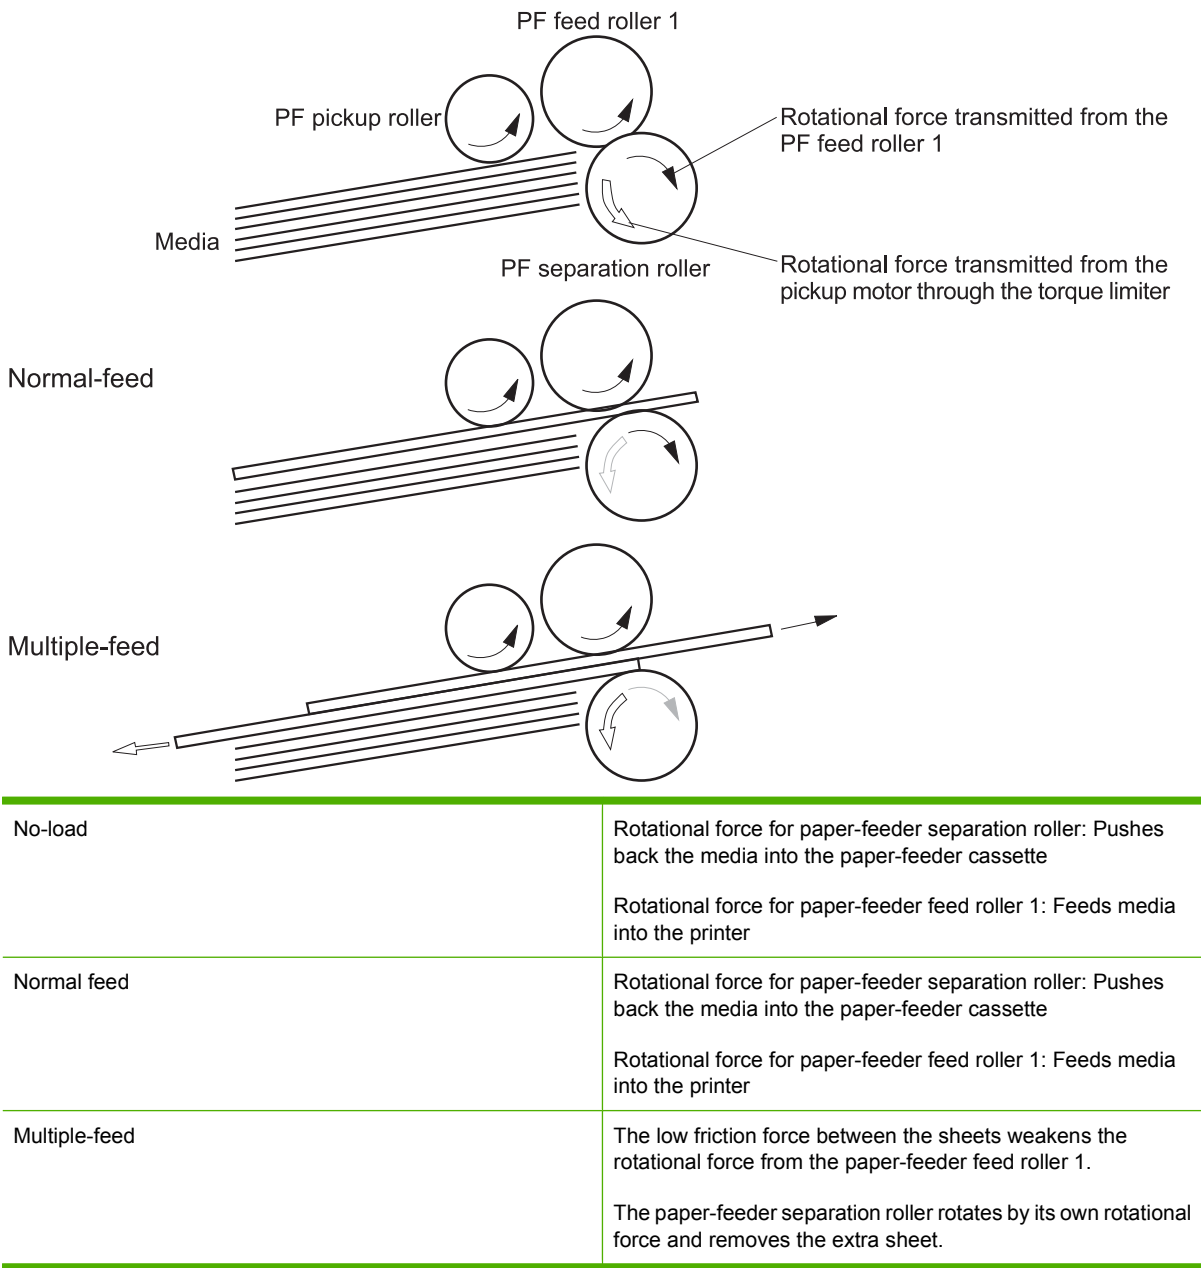 PF feed roller 1
PF pickup roller
Rotational force transmitted from the
PF feed roller 1
Media
PF separation roller
Rotational force transmitted from the
pickup motor through the torque limiter
Normal-feed
Multiple-feed
No-load
Rotational force for paper-feeder separation roller: Pushes
back the media into the paper-feeder cassette
Rotational force for paper-feeder feed roller 1: Feeds media
into the printer
Normal feed
Rotational force for paper-feeder separation roller: Pushes
back the media into the paper-feeder cassette
Rotational force for paper-feeder feed roller 1: Feeds media
into the printer
Multiple-feed
The low friction force between the sheets weakens the
rotational force from the paper-feeder feed roller 1.
The paper-feeder separation roller rotates by its own rotational
force and removes the extra sheet.